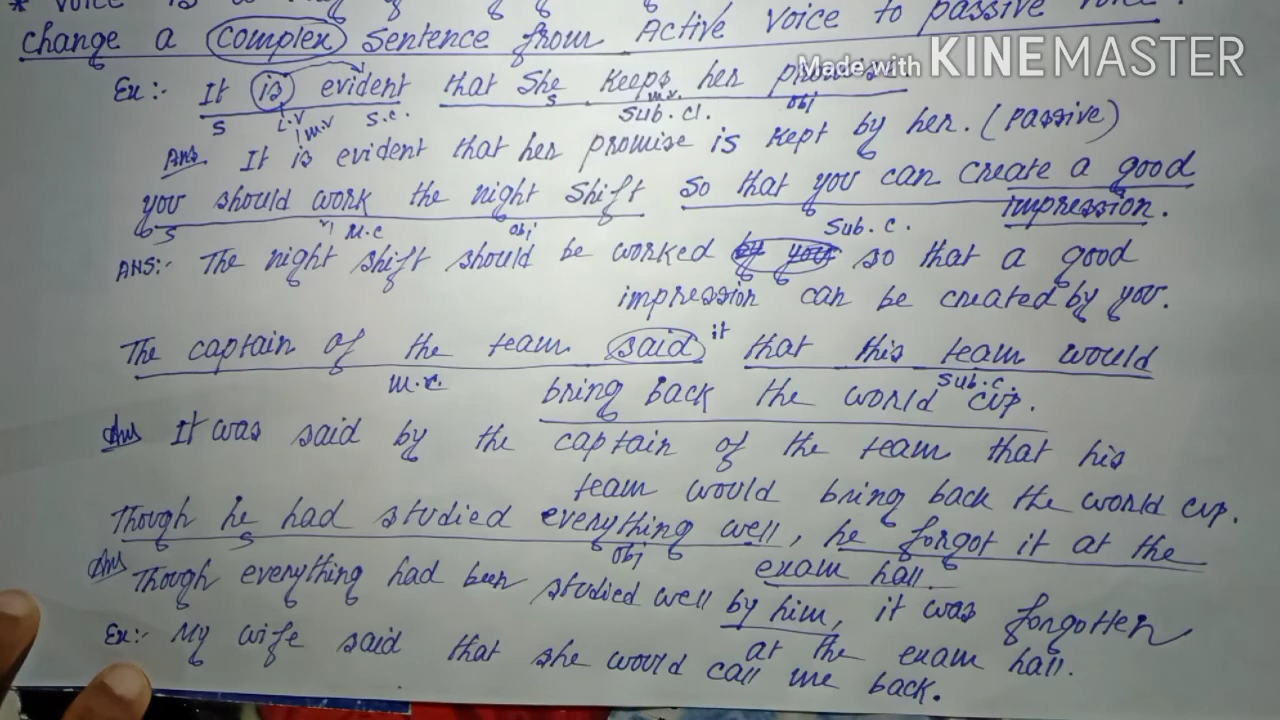 * Voice is a
change a complex sentence from Active Voice to passive voice.
Made with KINEMASTER
Ex:- It is evident that she keeps her promise
S L.V M.V S.C. S M.V. Sub. Cl. Obj
Ans. It is evident that her promise is kept by her. (Passive)
you should work the night shift so that you can create a good
impression.
S V M.C Obj Sub. C.
ANS:- The night shift should be worked by you so that a good
impression can be created by you.
The captain of the team said it that this team would
M.C. Sub.C.
bring back the world cup.
Ans It was said by the captain of the team that his
team would bring back the world cup.
Though he had studied everything well, he forgot it at the
S Obj
exam hall.
Ans Though everything had been studied well by him, it was forgotten
at the exam hall.
Ex:- My wife said that she would call me back.